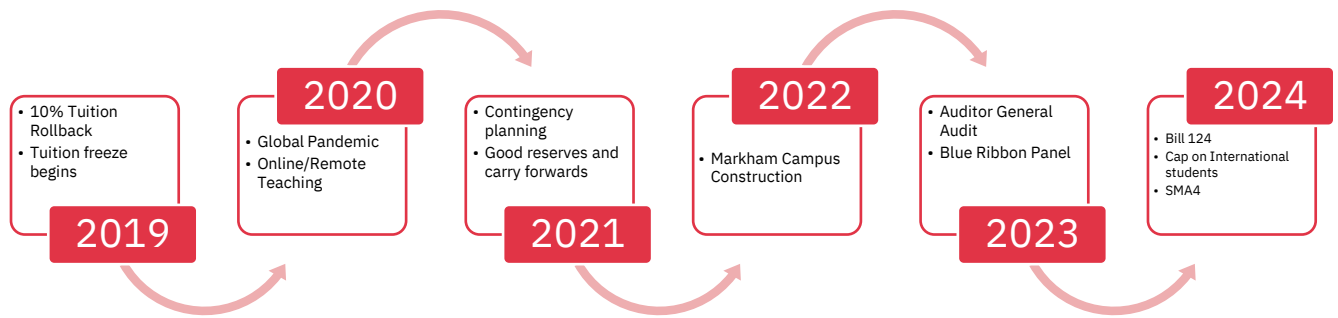 • 10% Tuition
Rollback
• Tuition freeze
begins
2019
2020
• Global Pandemic
• Online/Remote
Teaching
• Contingency
planning
• Good reserves and
carry forwards
2021
2022
• Markham Campus
Construction
• Auditor General
Audit
• Blue Ribbon Panel
2023
2024
• Bill 124
• Cap on International
students
• SMA4